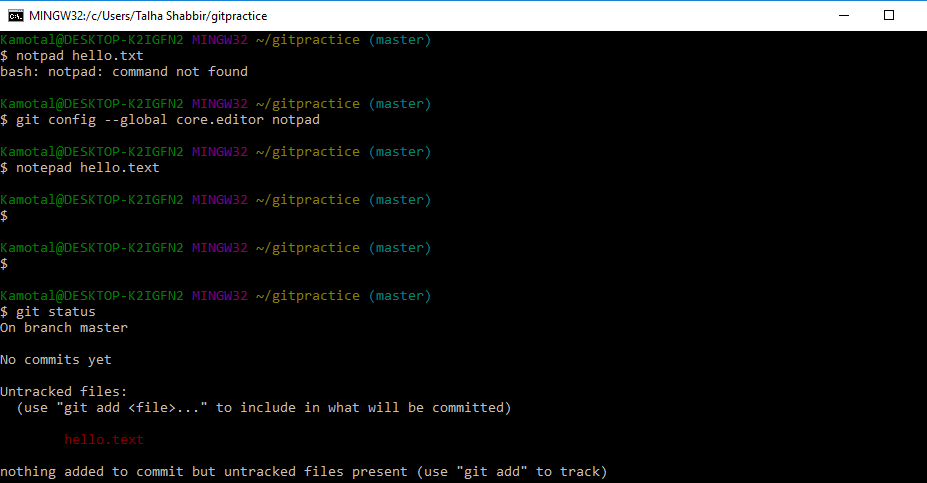 MINGW32:/c/Users/Talha Shabbir/gitpractice
Kamotal@DESKTOP-K2IGFN2 MINGW32 ~/gitpractice (master)
$ notpad hello.txt
bash: notpad: command not found
Kamotal@DESKTOP-K2IGFN2 MINGW32 ~/gitpractice (master)
$ git config --global core.editor notpad
Kamotal@DESKTOP-K2IGFN2 MINGW32 ~/gitpractice (master)
$ notepad hello.text
Kamotal@DESKTOP-K2IGFN2 MINGW32 ~/gitpractice (master)
$
Kamotal@DESKTOP-K2IGFN2 MINGW32 ~/gitpractice (master)
$
Kamotal@DESKTOP-K2IGFN2 MINGW32 ~/gitpractice (master)
$ git status
On branch master
No commits yet
Untracked files:
  (use "git add <file>..." to include in what will be committed)
        hello.text
nothing added to commit but untracked files present (use "git add" to track)